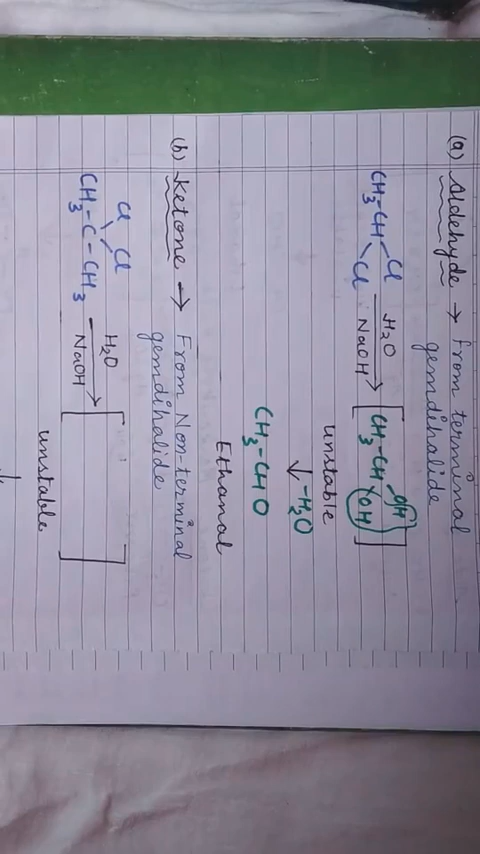 (a) Aldehyde → From terminal
gemdihalide
CH3-CH
Cl
Cl
H2O
NaOH
[CH3-CH
OH
OH]
unstable
↓ -H2O
CH3-CHO
Ethanal
(b) Ketone → From Non-terminal
gemdihalide
Cl Cl
CH3-C-CH3
H2O
NaOH
[ ]
unstable
↓